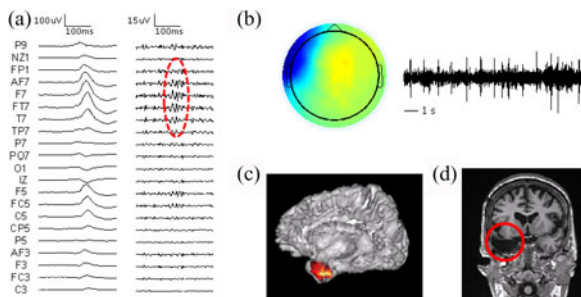 (a)
100uV
100ms
15uV
100ms
P9
NZ1
FP1
AF7
F7
FT7
T7
TP7
P7
PO7
O1
IZ
F5
FC5
C5
CP5
P5
AF3
F3
FC3
C3
(b)
1 s
(c)
(d)